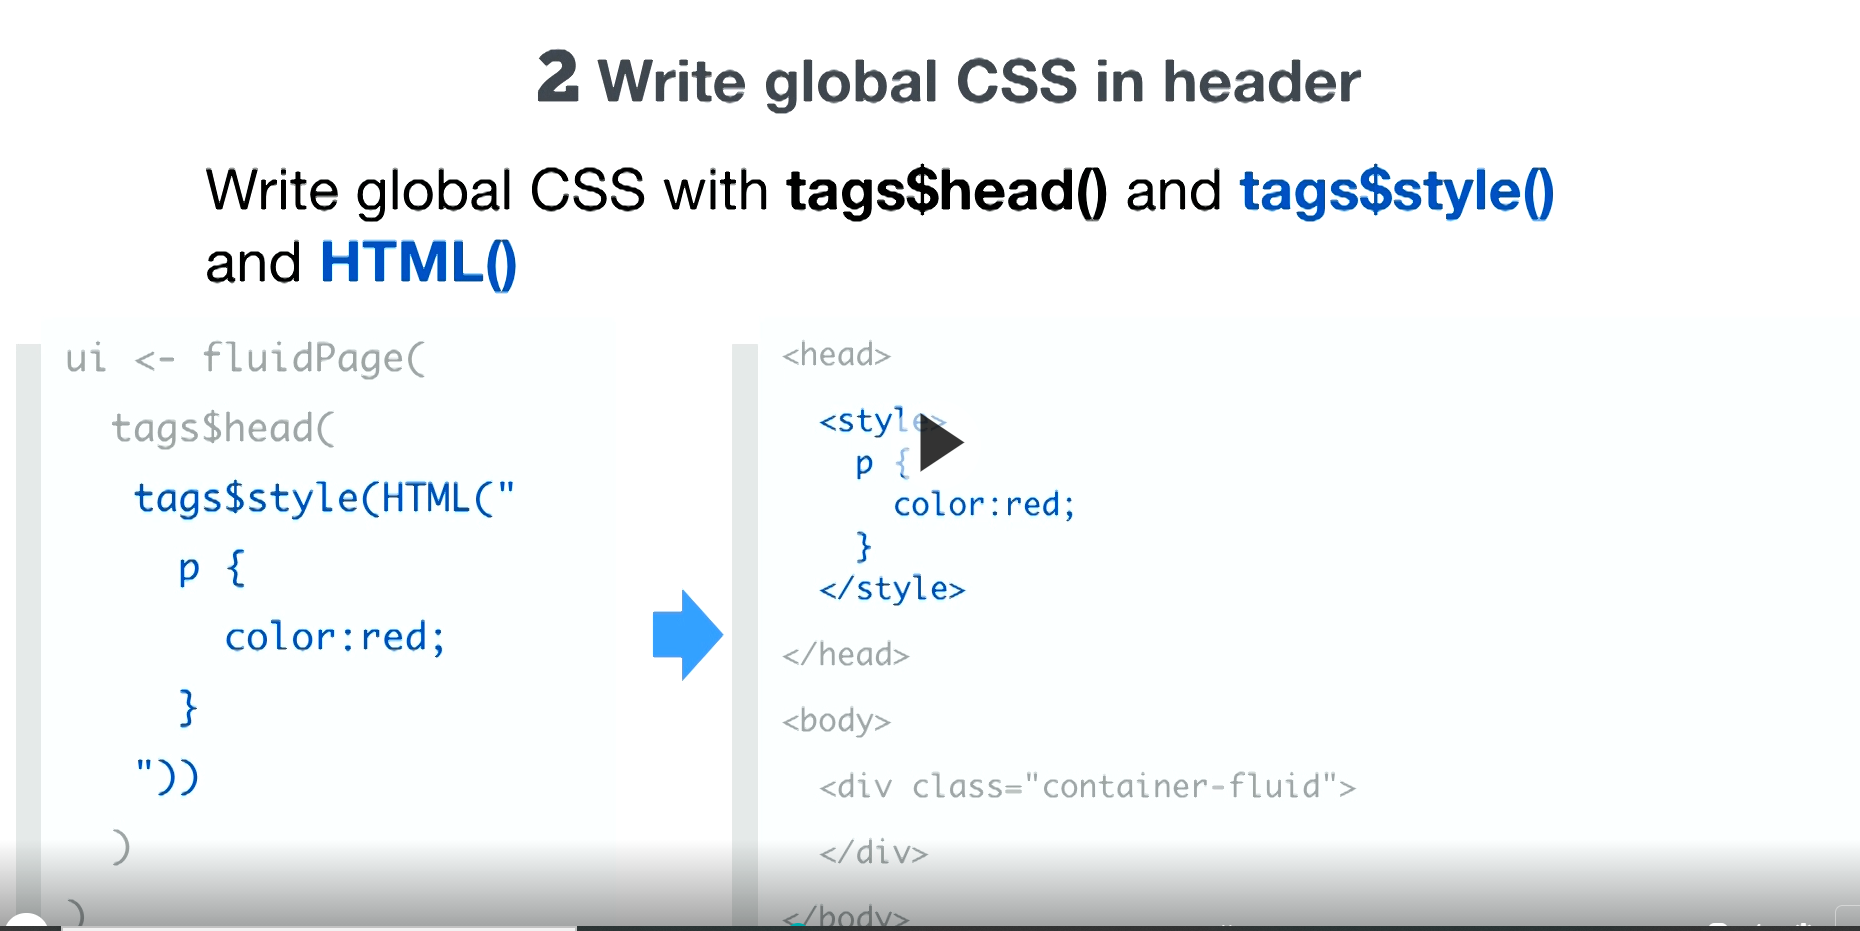 2 Write global CSS in header
Write global CSS with tags$head() and tags$style()
and HTML()
ui <- fluidPage(
tags$head(
tags$style(HTML("
p {
color:red;
}
"))
)
)
<head>
<style>
p {
color:red;
}
</style>
</head>
<body>
<div class="container-fluid">
</div>
</body>